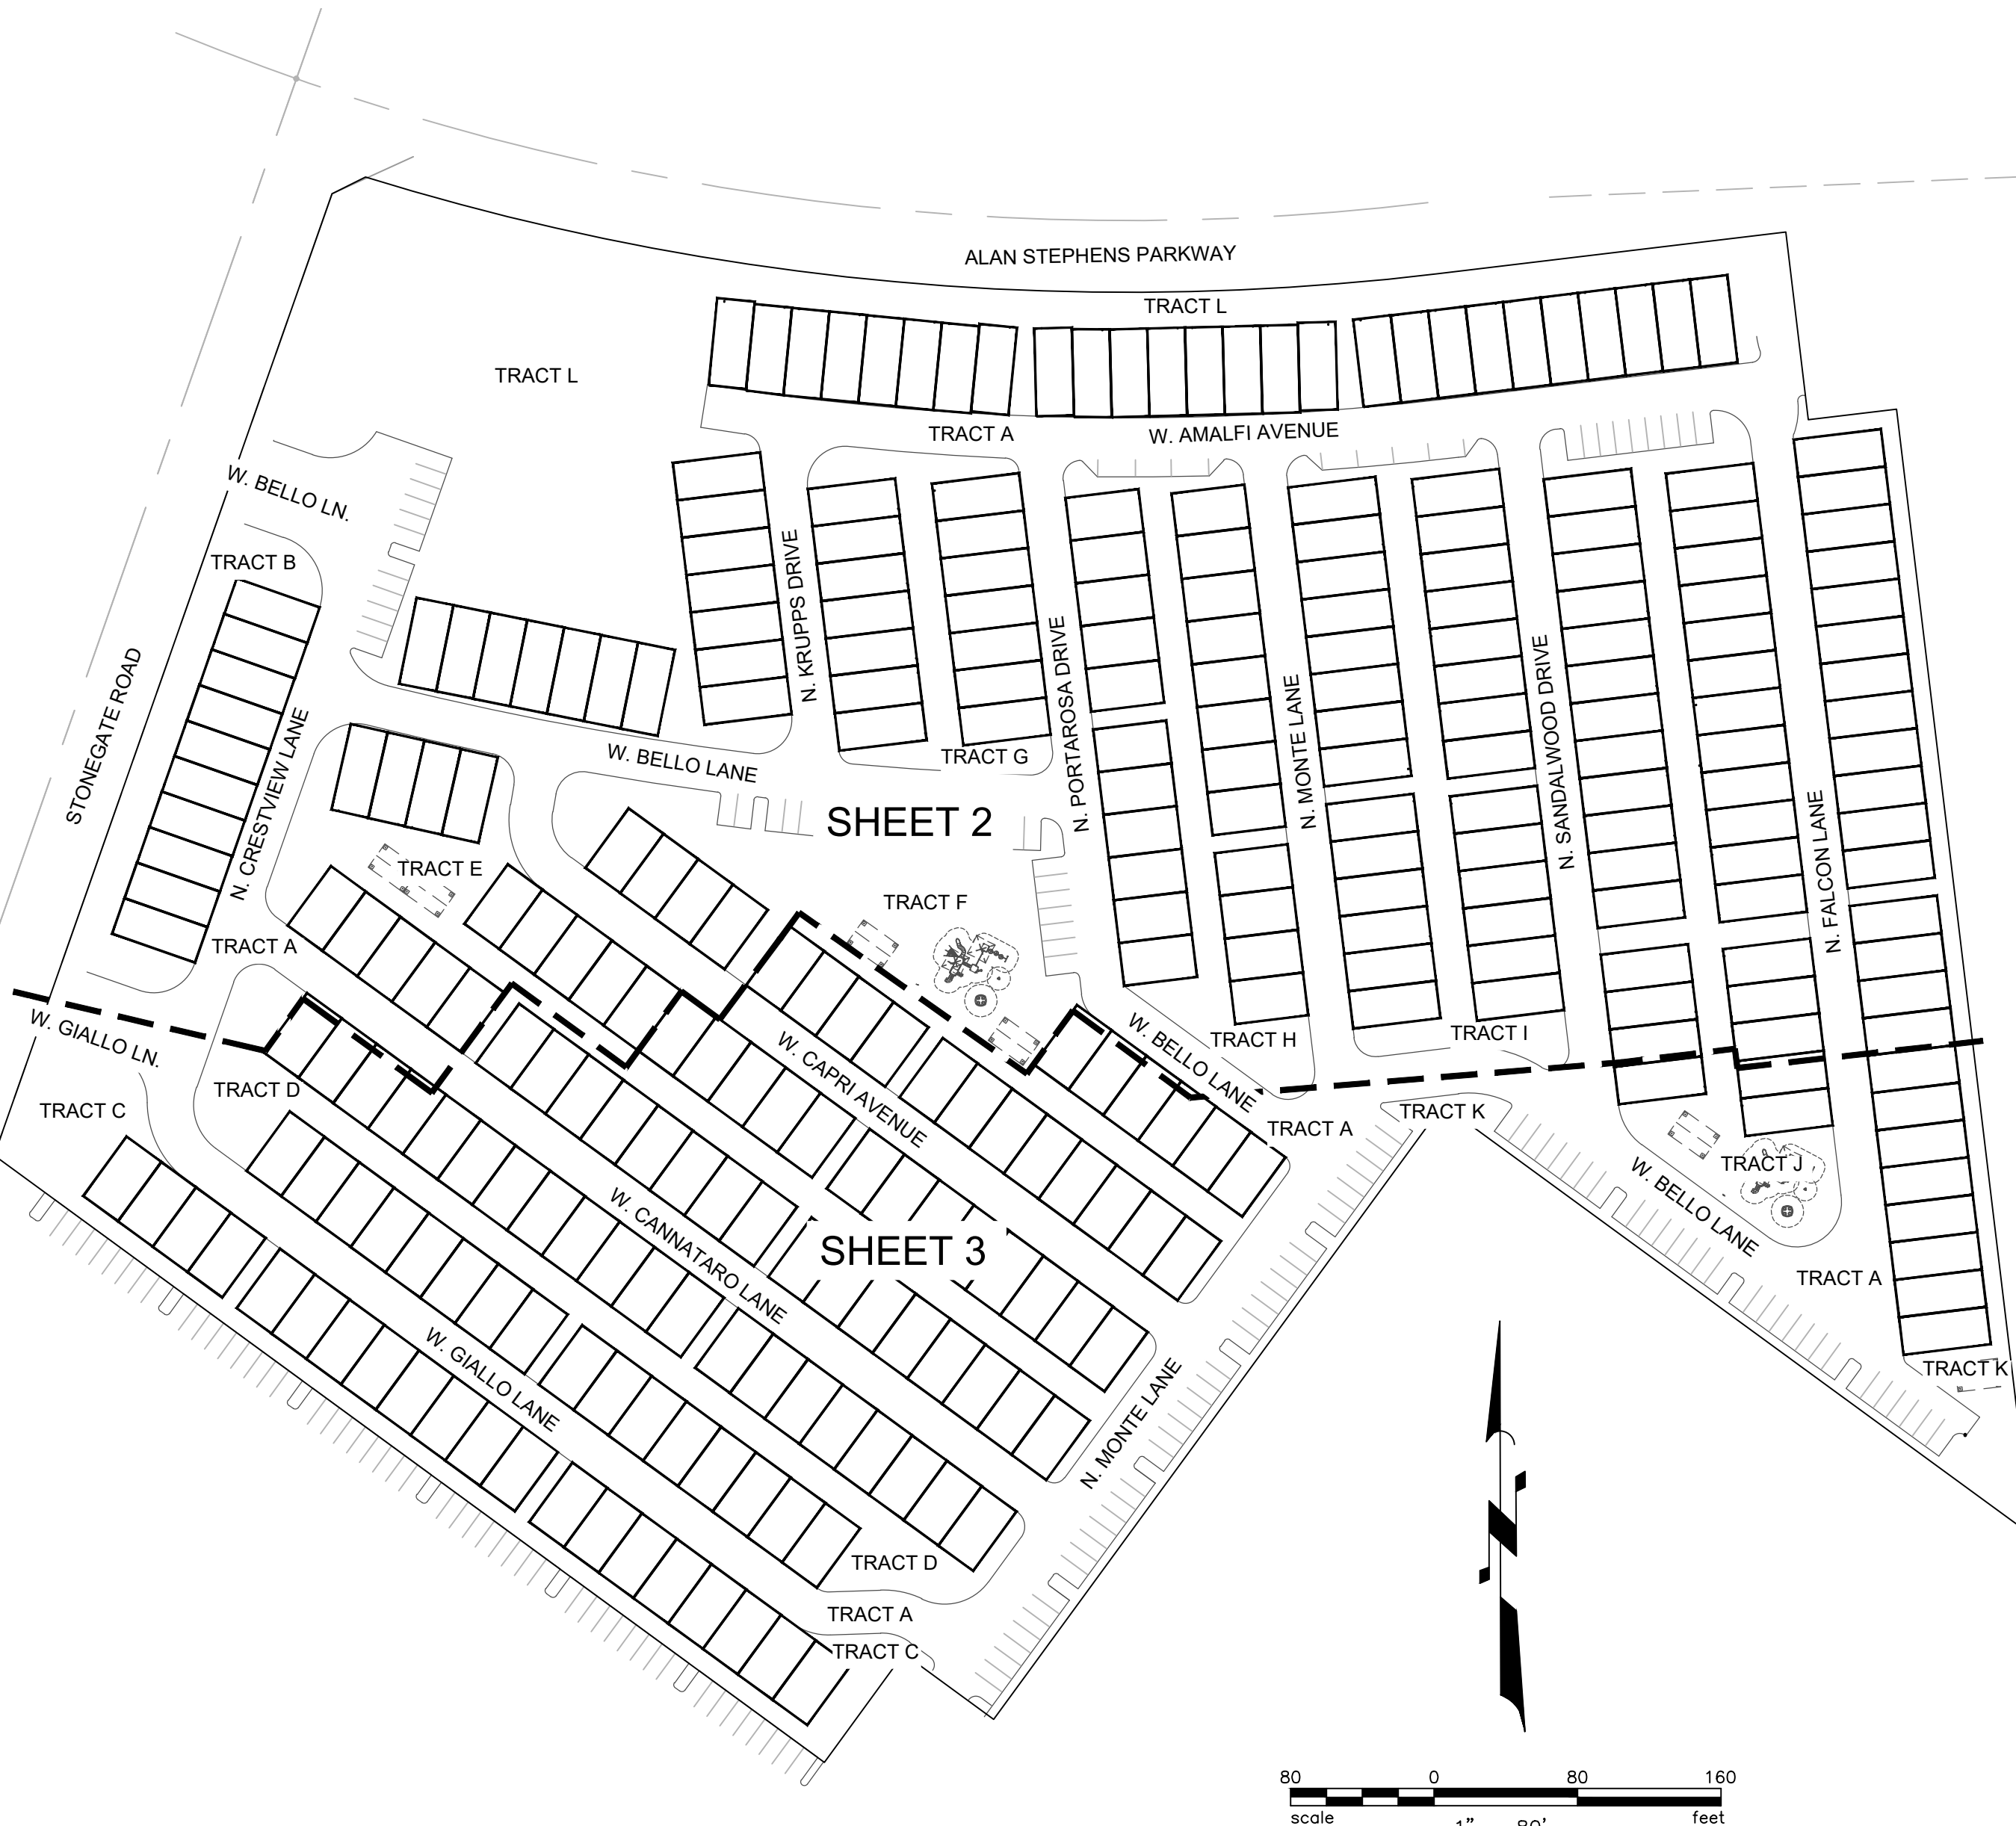 ALAN STEPHENS PARKWAY
TRACT L
TRACT L
TRACT A
W. AMALFI AVENUE
W. BELLO LN.
TRACT B
N. KRUPPS DRIVE
N. PORTAROSA DRIVE
N. MONTE LANE
N. SANDALWOOD DRIVE
N. FALCON LANE
STONEGATE ROAD
N. CRESTVIEW LANE
W. BELLO LANE
TRACT G
SHEET 2
TRACT E
TRACT F
TRACT A
W. GIALLO LN.
W. CAPRI AVENUE
W. BELLO LANE
TRACT H
TRACT I
TRACT D
TRACT C
TRACT K
TRACT A
TRACT J
W. BELLO LANE
W. CANNATARO LANE
SHEET 3
TRACT A
W. GIALLO LANE
N. MONTE LANE
TRACT K
TRACT D
TRACT A
TRACT C
80 0 80 160
scale feet
1" 80'